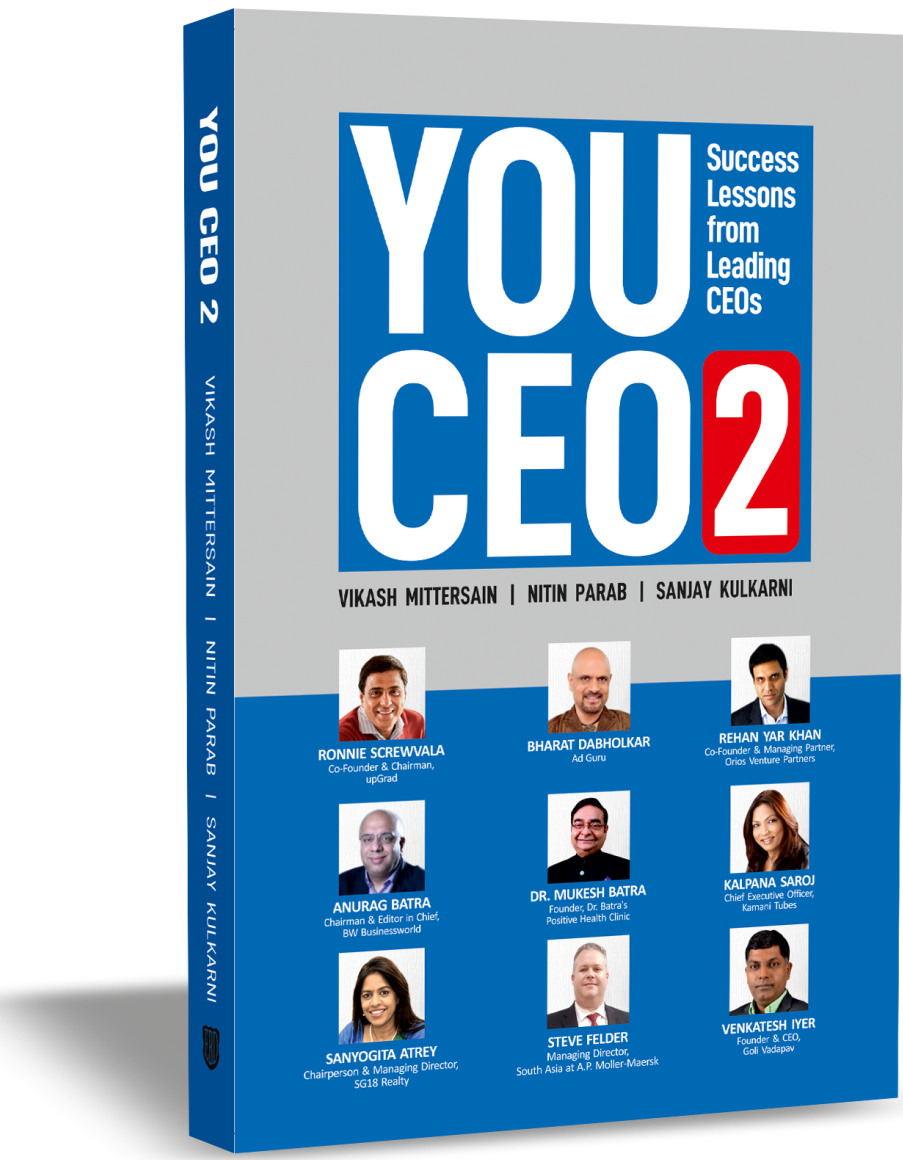 YOU CEO 2 VIKASH MITTERSAIN | NITIN PARAB | SANJAY KULKARNI
YOU
CEO 2
Success
Lessons
from
Leading
CEOs
VIKASH MITTERSAIN | NITIN PARAB | SANJAY KULKARNI
RONNIE SCREWVALA
Co-Founder & Chairman,
upGrad
BHARAT DABHOLKAR
Ad Guru
REHAN YAR KHAN
Co-Founder & Managing Partner,
Orios Venture Partners
ANURAG BATRA
Chairman & Editor in Chief,
BW Businessworld
DR. MUKESH BATRA
Founder, Dr. Batra's
Positive Health Clinic
KALPANA SAROJ
Chief Executive Officer,
Kamani Tubes
SANYOGITA ATREY
Chairperson & Managing Director,
SG18 Realty
STEVE FELDER
Managing Director,
South Asia at A.P. Moller-Maersk
VENKATESH IYER
Founder & CEO,
Goli Vadapav